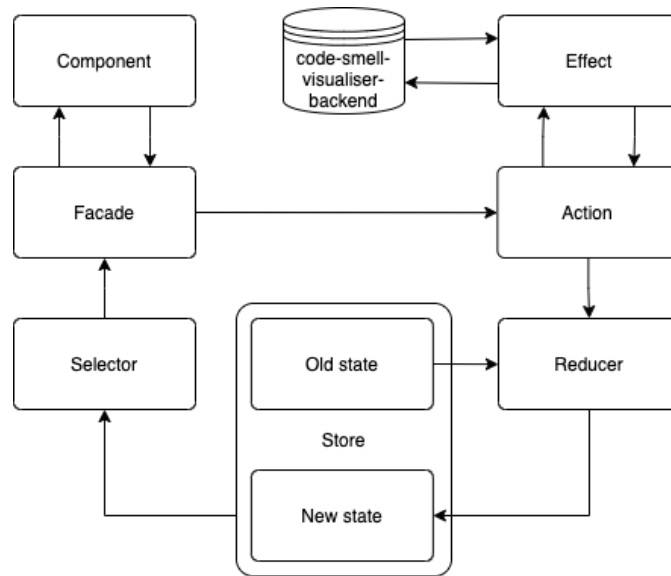 Component
code-smell-
visualiser-
backend
Effect
Facade
Action
Selector
Old state
Reducer
Store
New state